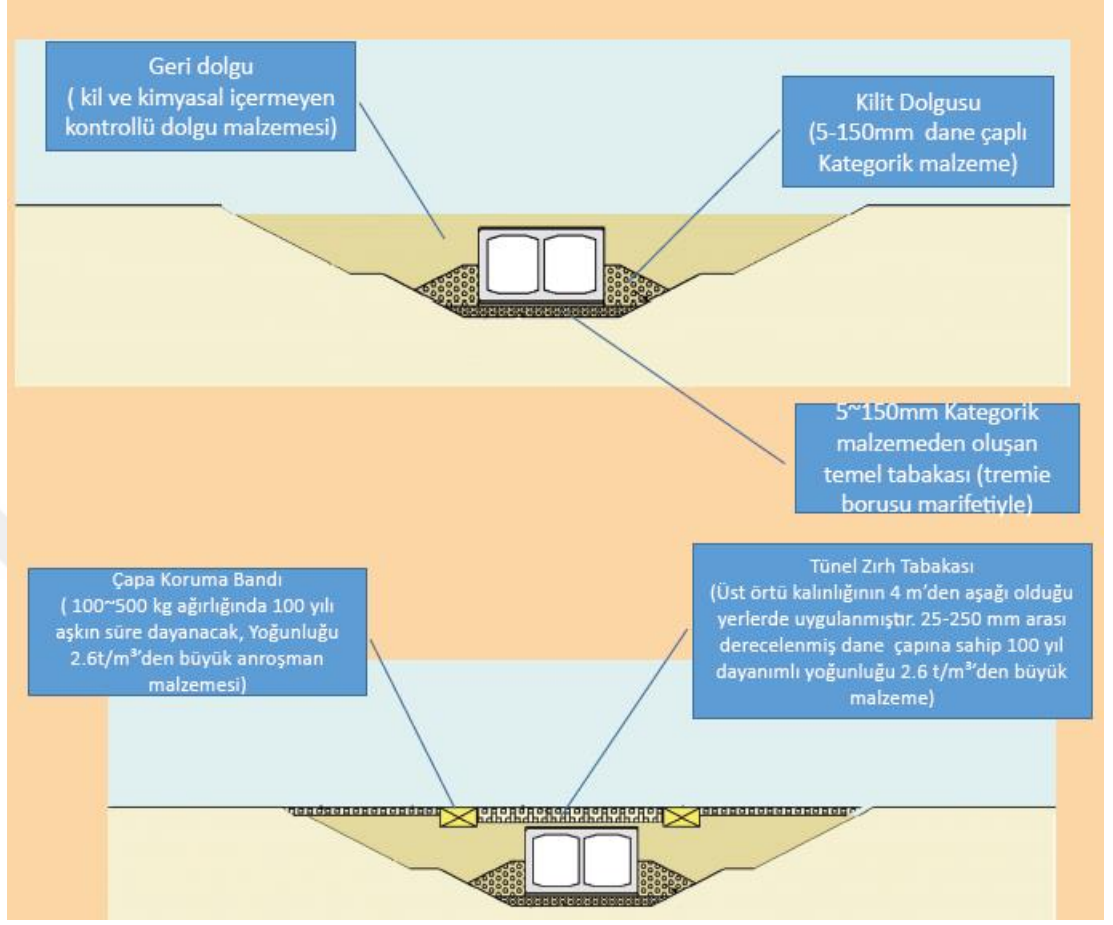 Geri dolgu
( kil ve kimyasal içermeyen
kontrollü dolgu malzemesi)
Kilit Dolgusu
(5-150mm dane çaplı
Kategorik malzeme)
5~150mm Kategorik
malzemeden oluşan
temel tabakası (tremie
borusu marifetiyle)
Çapa Koruma Bandı
( 100~500 kg ağırlığında 100 yılı
aşkın süre dayanacak, Yoğunluğu
2.6t/m³'den büyük anroşman
malzemesi)
Tünel Zırh Tabakası
(Üst örtü kalınlığının 4 m'den aşağı olduğu
yerlerde uygulanmıştır. 25-250 mm arası
derecelenmiş dane çapına sahip 100 yıl
dayanımlı yoğunluğu 2.6 t/m³'den büyük
malzeme)